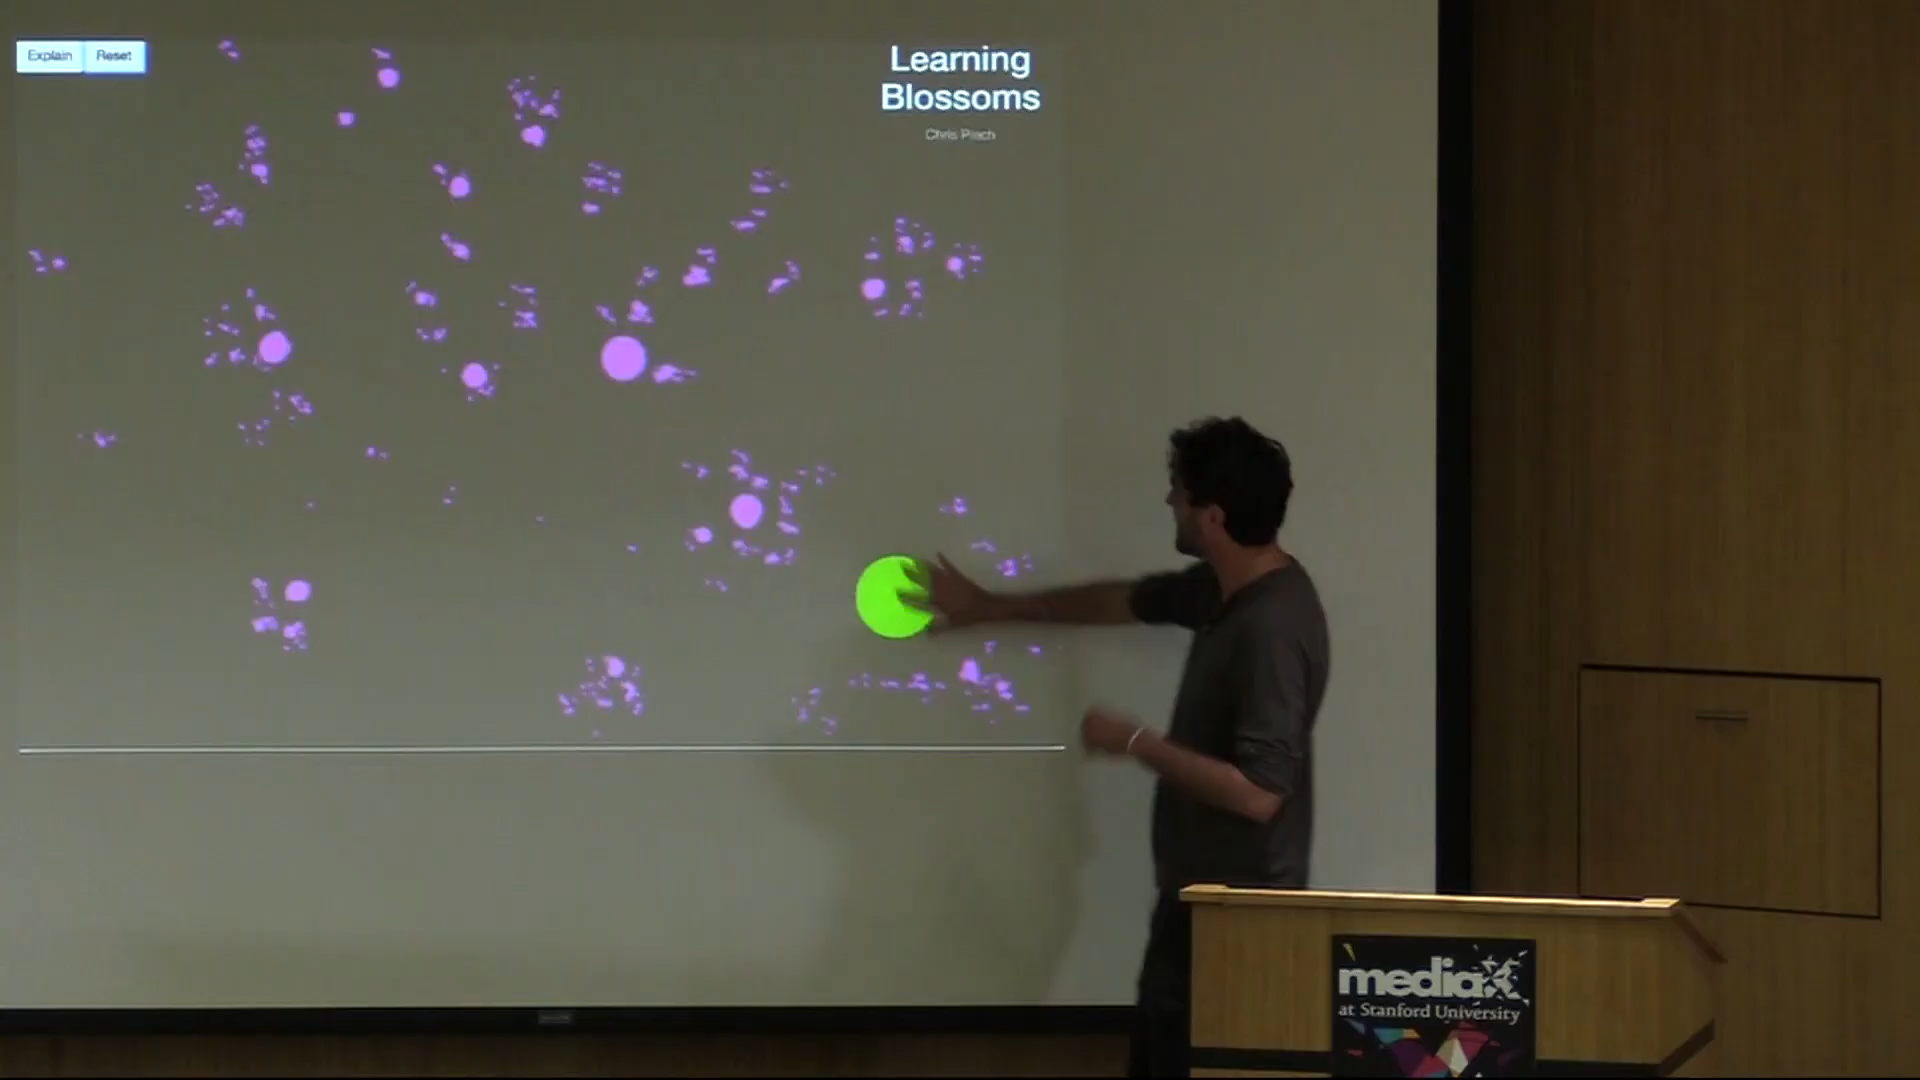 Explain Reset
Learning
Blossoms
Chris Piech
mediaX
at Stanford University